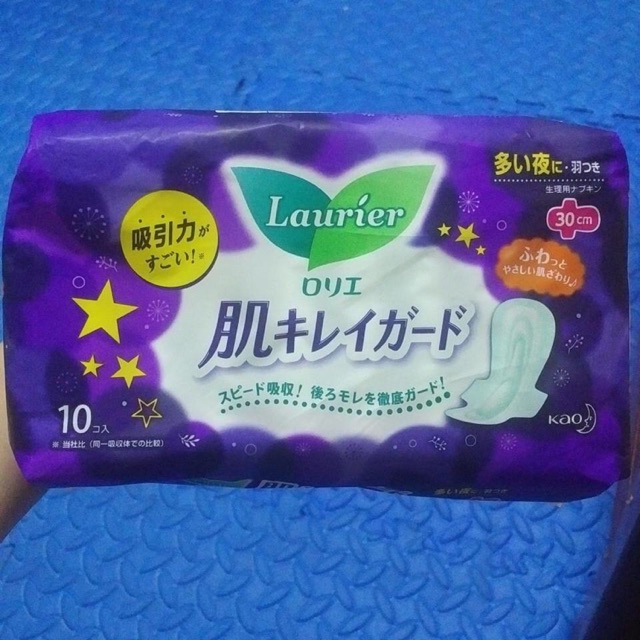 多い夜に・羽つき
生理用ナプキン
30cm
吸引力が
すごい!※
Laurier
ロリエ
ふわっと
やさしい肌ざわり♪
肌キレイガード
スピード吸収! 後ろモレを徹底ガード!
10コ入
※ 当社比(同一吸収体での比較)
Kao